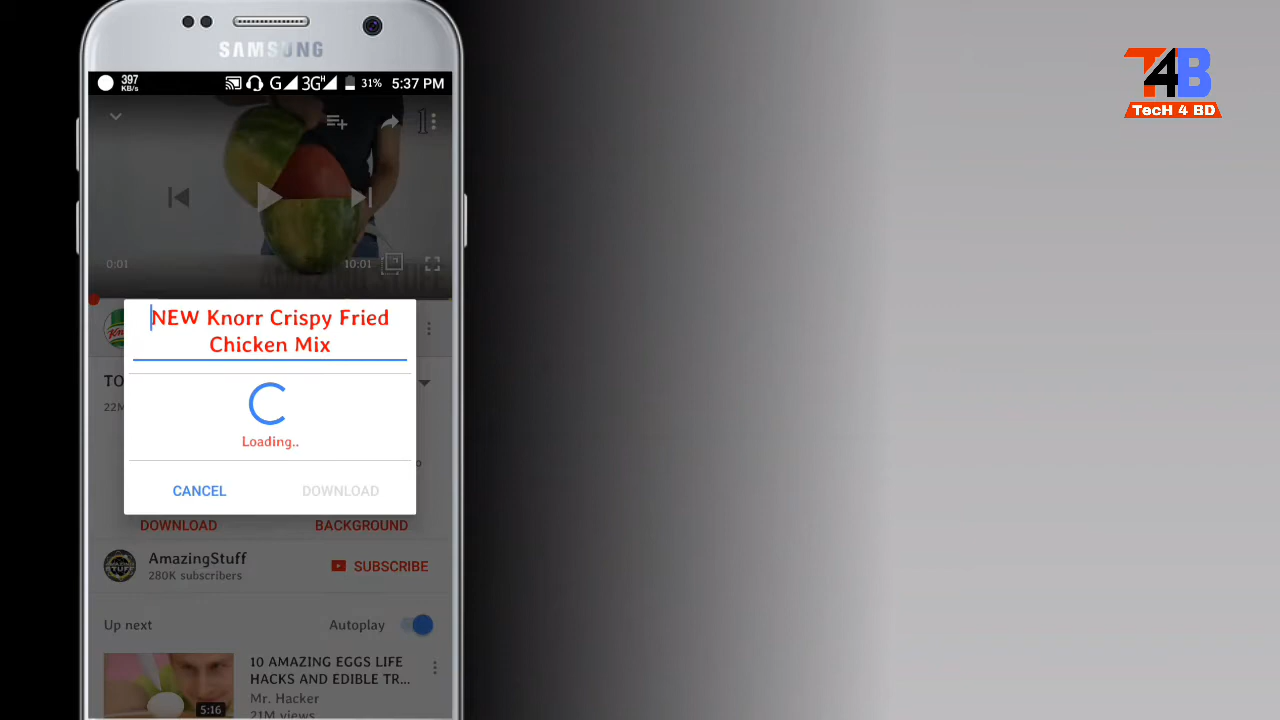 SAMSUNG
T4B
TecH 4 BD
397
KB/s
G
3G
H
31%
5:37 PM
0:01
10:01
NEW Knorr Crispy Fried
Chicken Mix
TO
22M
Loading..
CANCEL
DOWNLOAD
DOWNLOAD
BACKGROUND
AmazingStuff
280K subscribers
SUBSCRIBE
Up next
Autoplay
10 AMAZING EGGS LIFE
HACKS AND EDIBLE TR...
Mr. Hacker
21M views
5:16